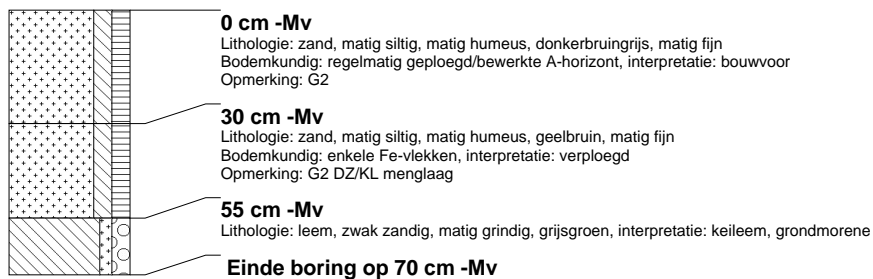 0 cm -Mv
Lithologie: zand, matig siltig, matig humeus, donkerbruingrijs, matig fijn
Bodemkundig: regelmatig geploegd/bewerkte A-horizont, interpretatie: bouwvoor
Opmerking: G2
30 cm -Mv
Lithologie: zand, matig siltig, matig humeus, geelbruin, matig fijn
Bodemkundig: enkele Fe-vlekken, interpretatie: verploegd
Opmerking: G2 DZ/KL menglaag
55 cm -Mv
Lithologie: leem, zwak zandig, matig grindig, grijsgroen, interpretatie: keileem, grondmorene
Einde boring op 70 cm -Mv